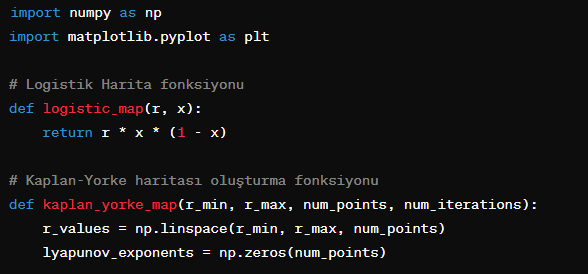 import numpy as np
import matplotlib.pyplot as plt

# Logistik Harita fonksiyonu
def logistic_map(r, x):
    return r * x * (1 - x)

# Kaplan-Yorke haritası oluşturma fonksiyonu
def kaplan_yorke_map(r_min, r_max, num_points, num_iterations):
    r_values = np.linspace(r_min, r_max, num_points)
    lyapunov_exponents = np.zeros(num_points)